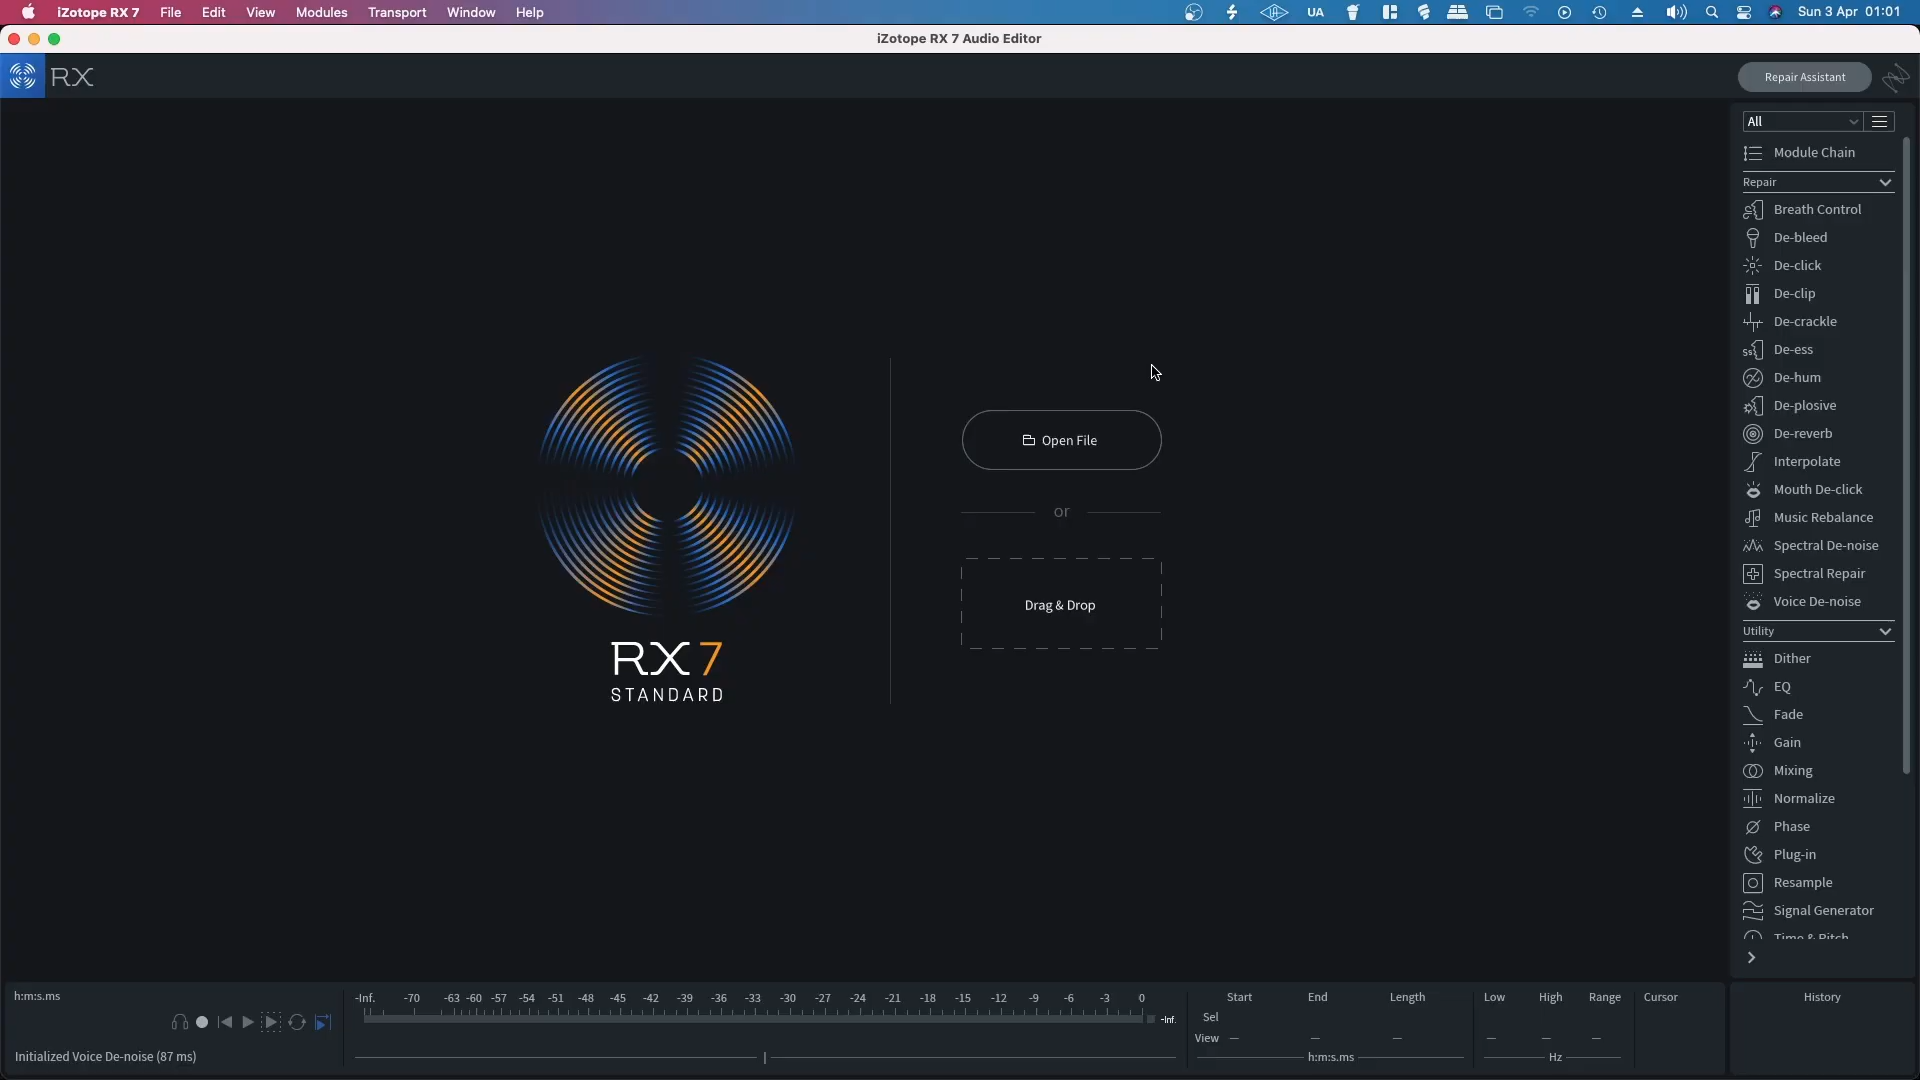 iZotope RX 7 File Edit View Modules Transport Window Help UA Sun 3 Apr 01:01
iZotope RX 7 Audio Editor
RX
Repair Assistant
All
Module Chain
Repair
Breath Control
De-bleed
De-click
De-clip
De-crackle
De-ess
De-hum
De-plosive
De-reverb
Interpolate
Mouth De-click
Music Rebalance
Spectral De-noise
Spectral Repair
Voice De-noise
Utility
Dither
EQ
Fade
Gain
Mixing
Normalize
Phase
Plug-in
Resample
Signal Generator
Time & Pitch
Open File
or
Drag & Drop
RX 7
STANDARD
h:m:s.ms
Initialized Voice De-noise (87 ms)
-Inf. -70 -63 -60 -57 -54 -51 -48 -45 -42 -39 -36 -33 -30 -27 -24 -21 -18 -15 -12 -9 -6 -3 0
-Inf.
Start End Length Low High Range Cursor
Sel
View — — — — — —
h:m:s.ms Hz
History